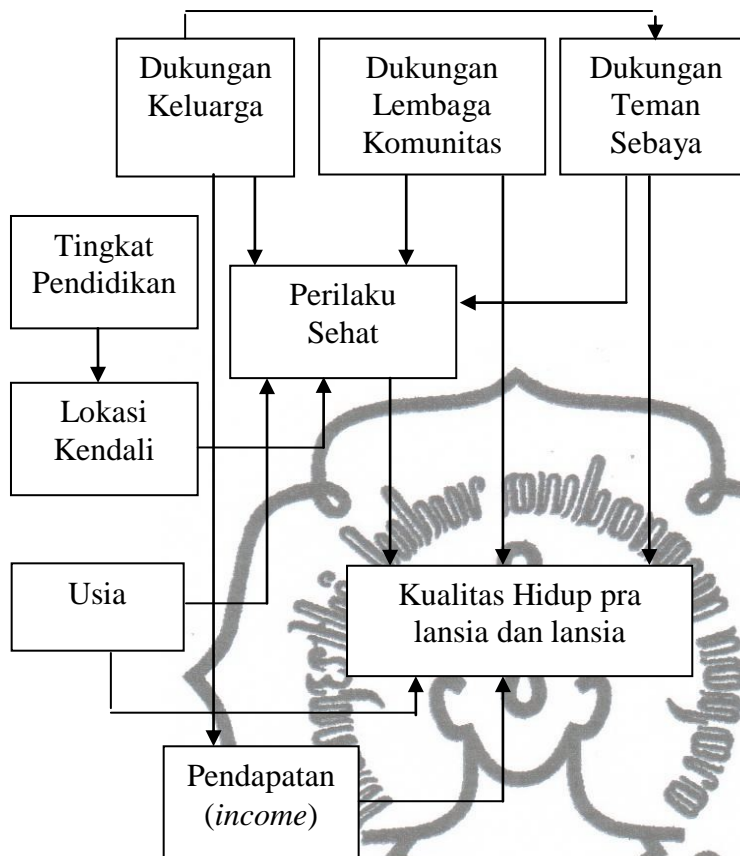 Dukungan
Keluarga
Dukungan
Lembaga
Komunitas
Dukungan
Teman
Sebaya
Tingkat
Pendidikan
Perilaku
Sehat
Lokasi
Kendali
Usia
Kualitas Hidup pra
lansia dan lansia
Pendapatan
(income)